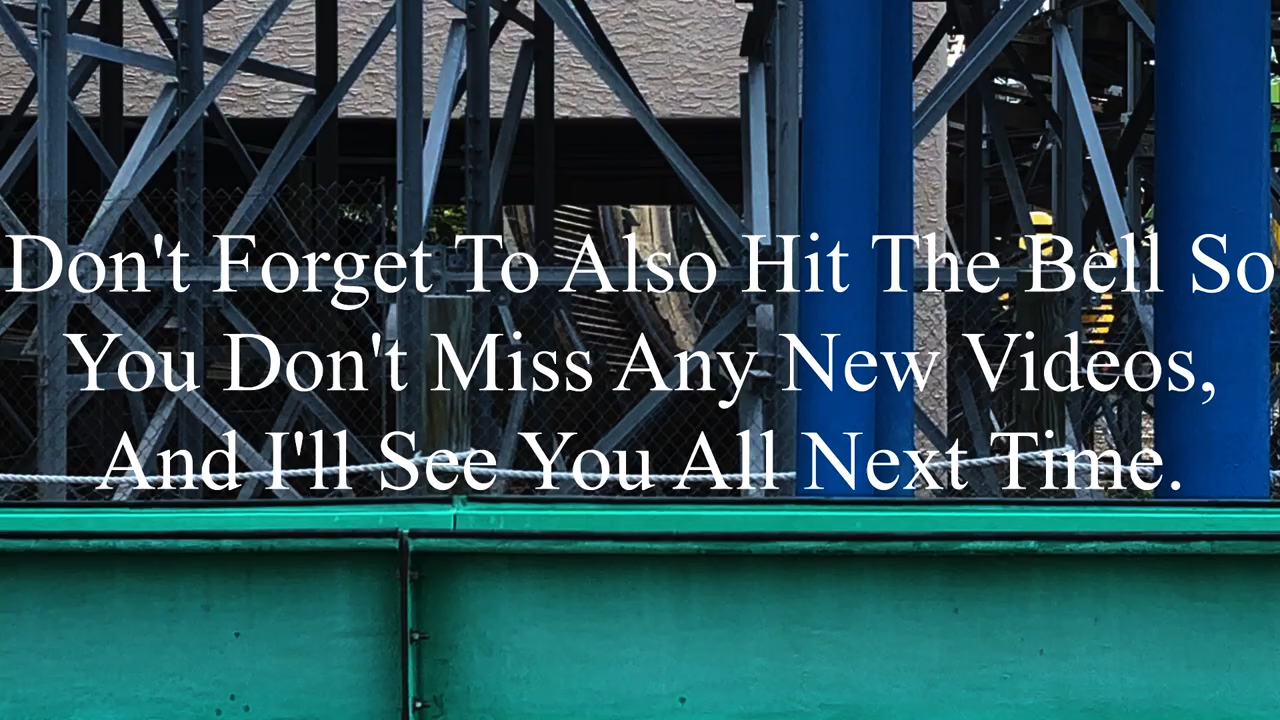 Don't Forget To Also Hit The Bell So
You Don't Miss Any New Videos,
And I'll See You All Next Time.